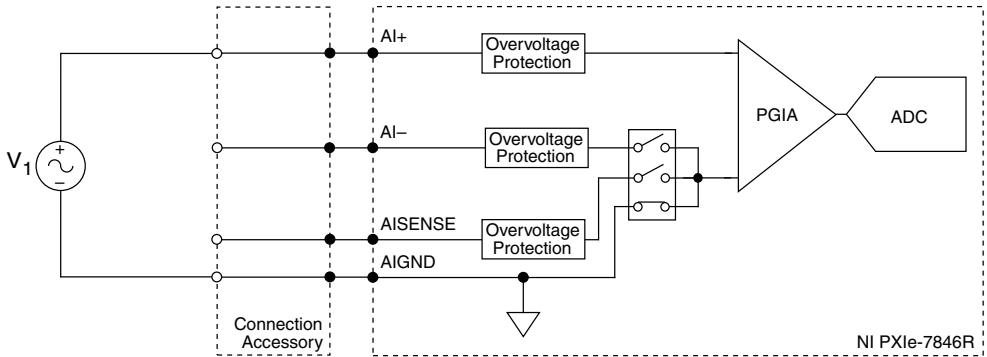 AI+
Overvoltage
Protection
PGIA
ADC
AI–
Overvoltage
Protection
V1
+
–
AISENSE
Overvoltage
Protection
AIGND
Connection
Accessory
NI PXIe-7846R